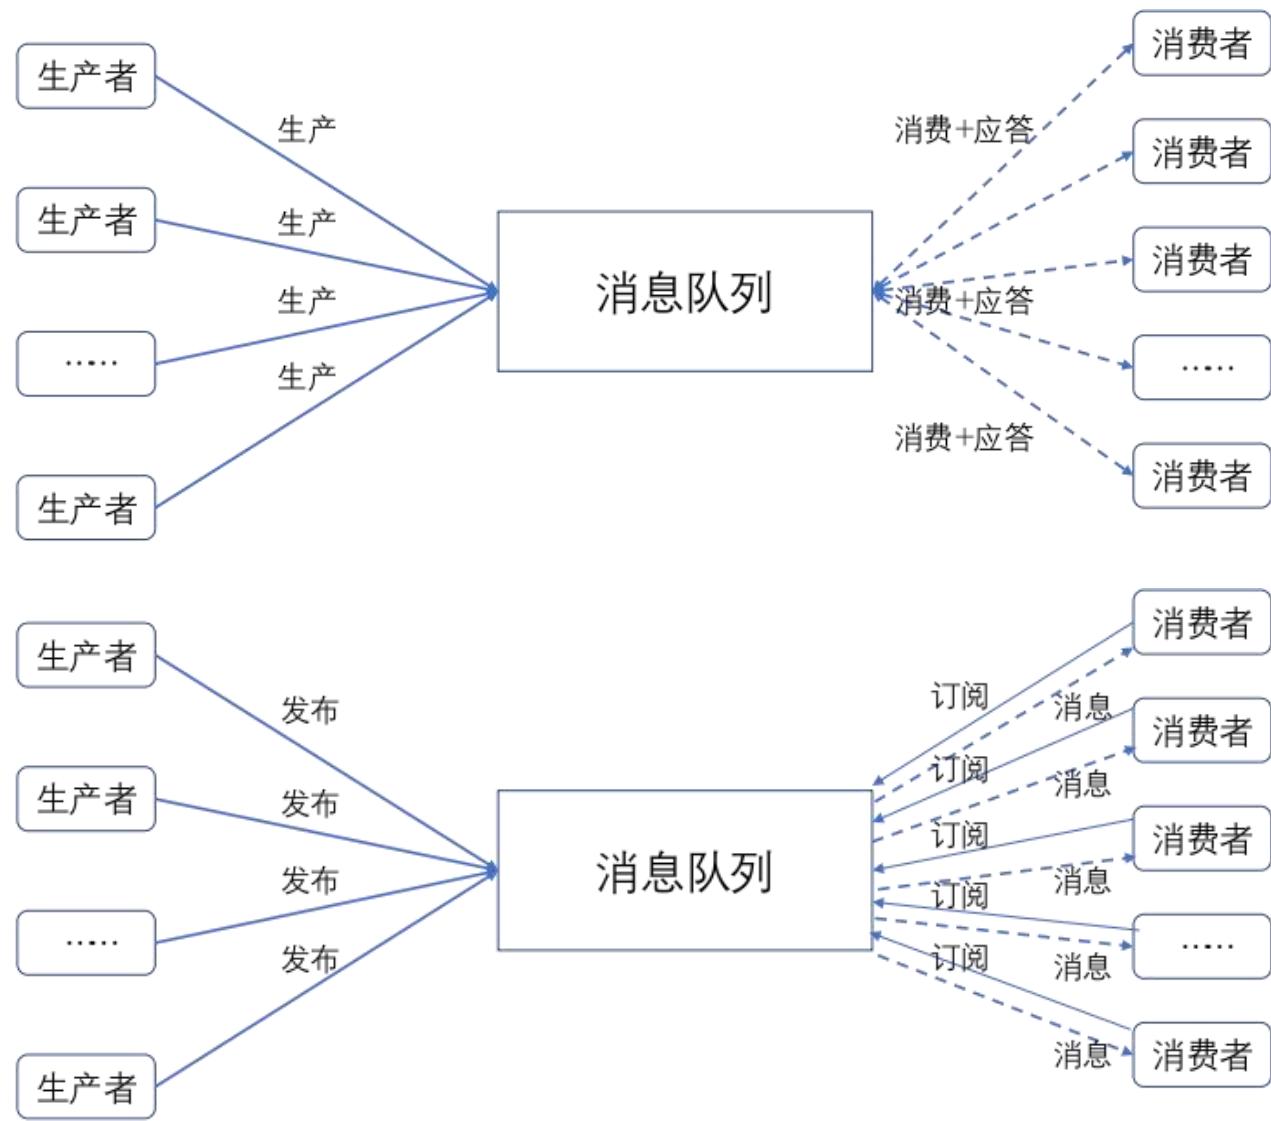 生产者
生产者
……
生产者
生产
生产
生产
生产
消息队列
消费+应答
消费+应答
消费+应答
消费者
消费者
消费者
……
消费者
生产者
生产者
……
生产者
发布
发布
发布
发布
消息队列
订阅
消息
订阅
消息
订阅
消息
订阅
消息
订阅
消息
消费者
消费者
消费者
……
消费者